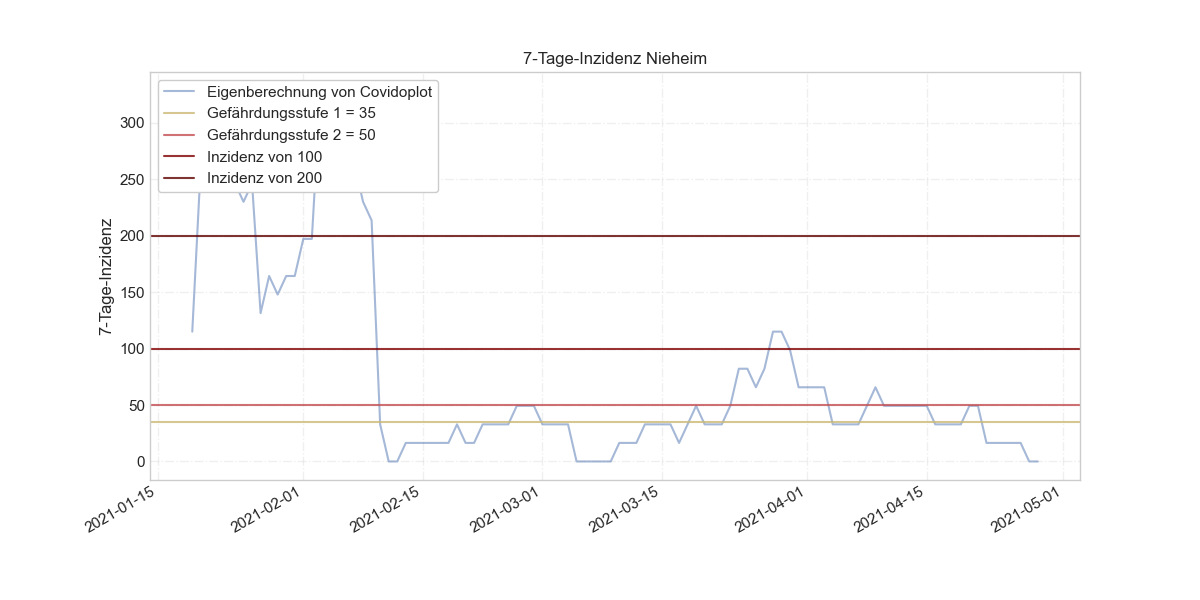 7-Tage-Inzidenz Nieheim
Eigenberechnung von Covidoplot
Gefährdungsstufe 1 = 35
Gefährdungsstufe 2 = 50
Inzidenz von 100
Inzidenz von 200
7-Tage-Inzidenz
300
250
200
150
100
50
0
2021-01-15
2021-02-01
2021-02-15
2021-03-01
2021-03-15
2021-04-01
2021-04-15
2021-05-01